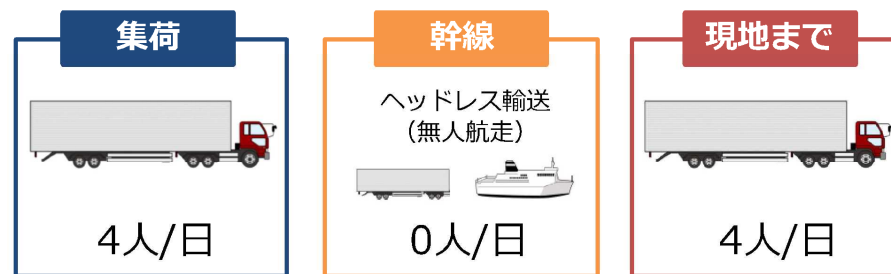 集荷
4人/日
幹線
ヘッドレス輸送
（無人航走）
0人/日
現地まで
4人/日